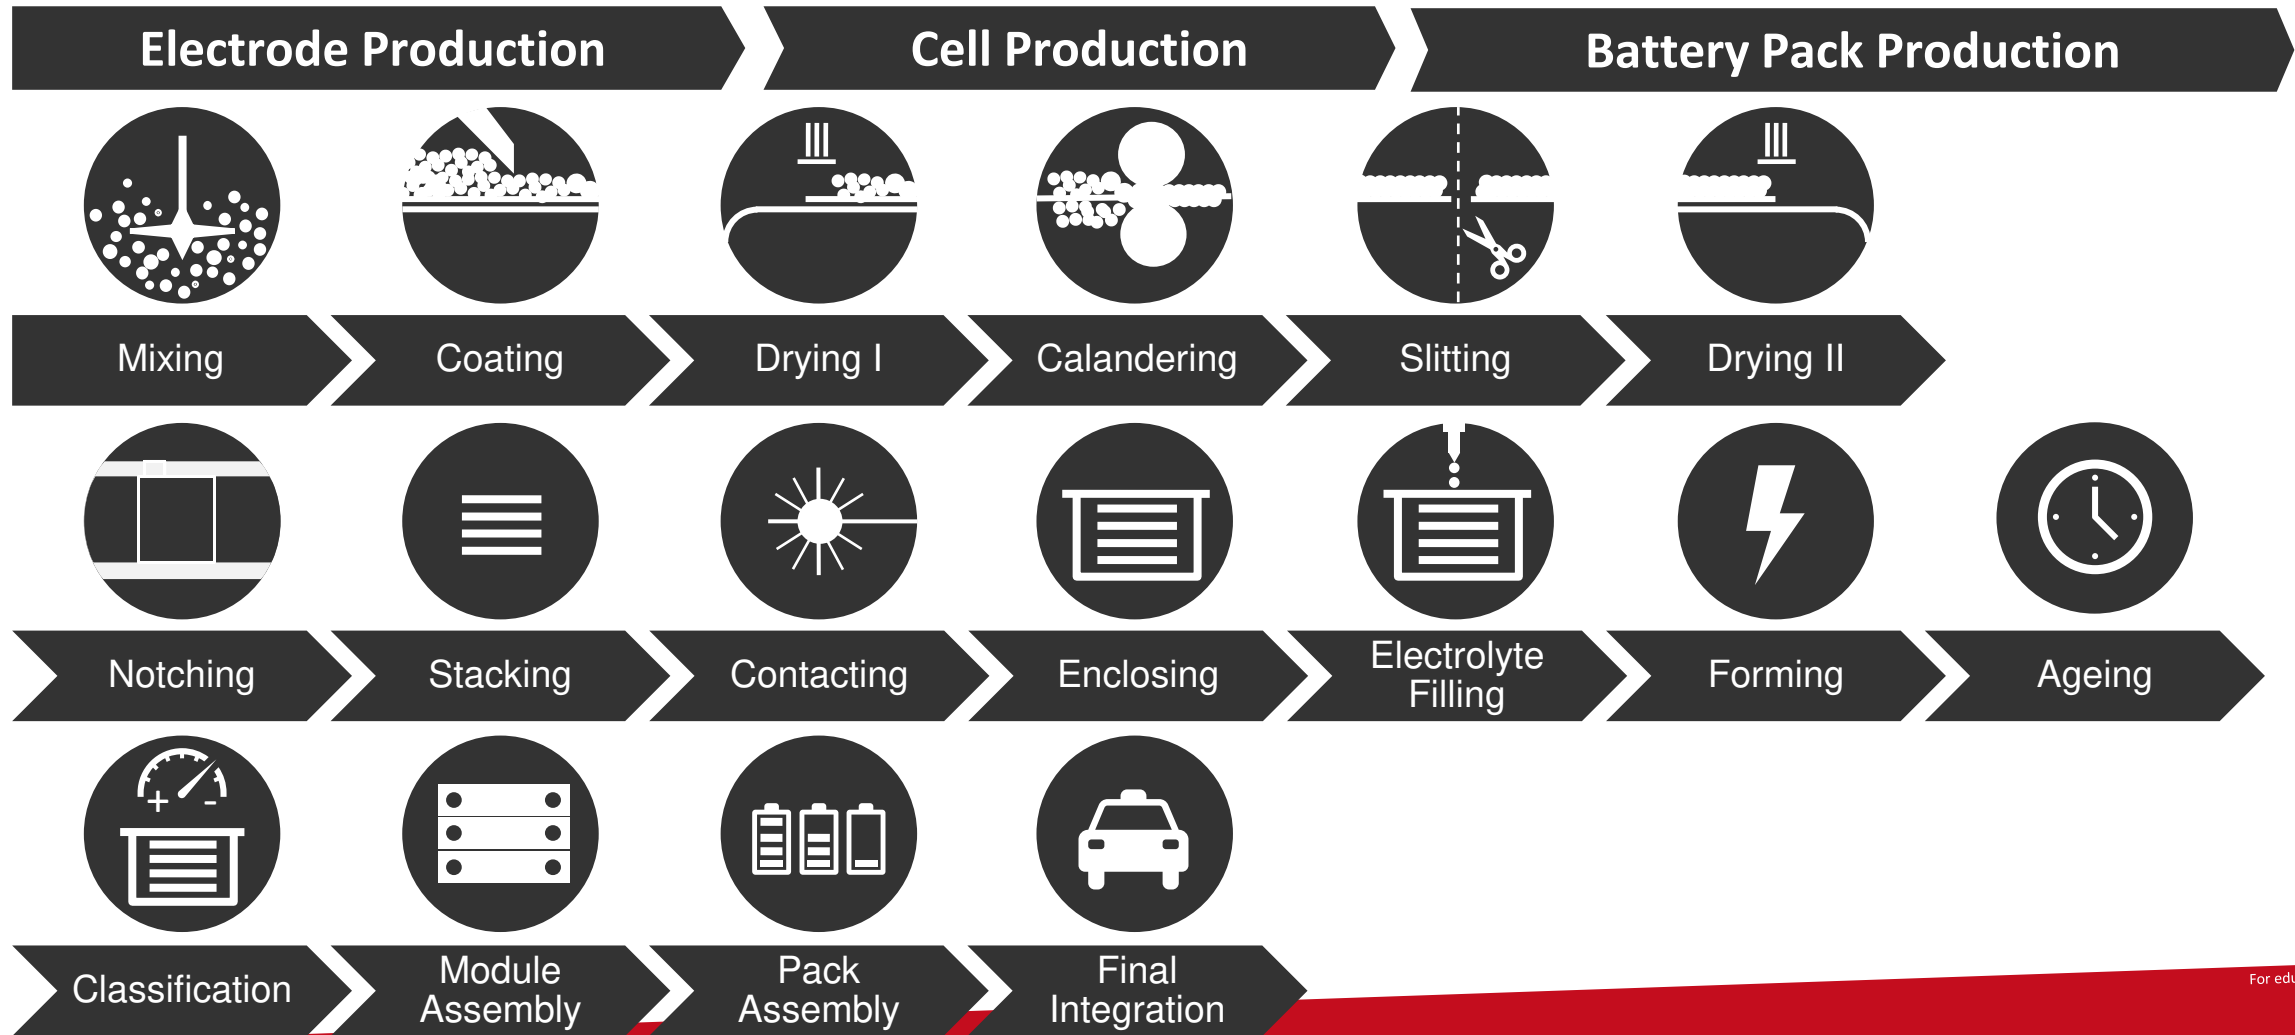 Electrode Production
Cell Production
Battery Pack Production
Mixing
Coating
Drying I
Calandering
Slitting
Drying II
Notching
Stacking
Contacting
Enclosing
Electrolyte
Filling
Forming
Ageing
+ -
Classification
Module
Assembly
Pack
Assembly
Final
Integration
For